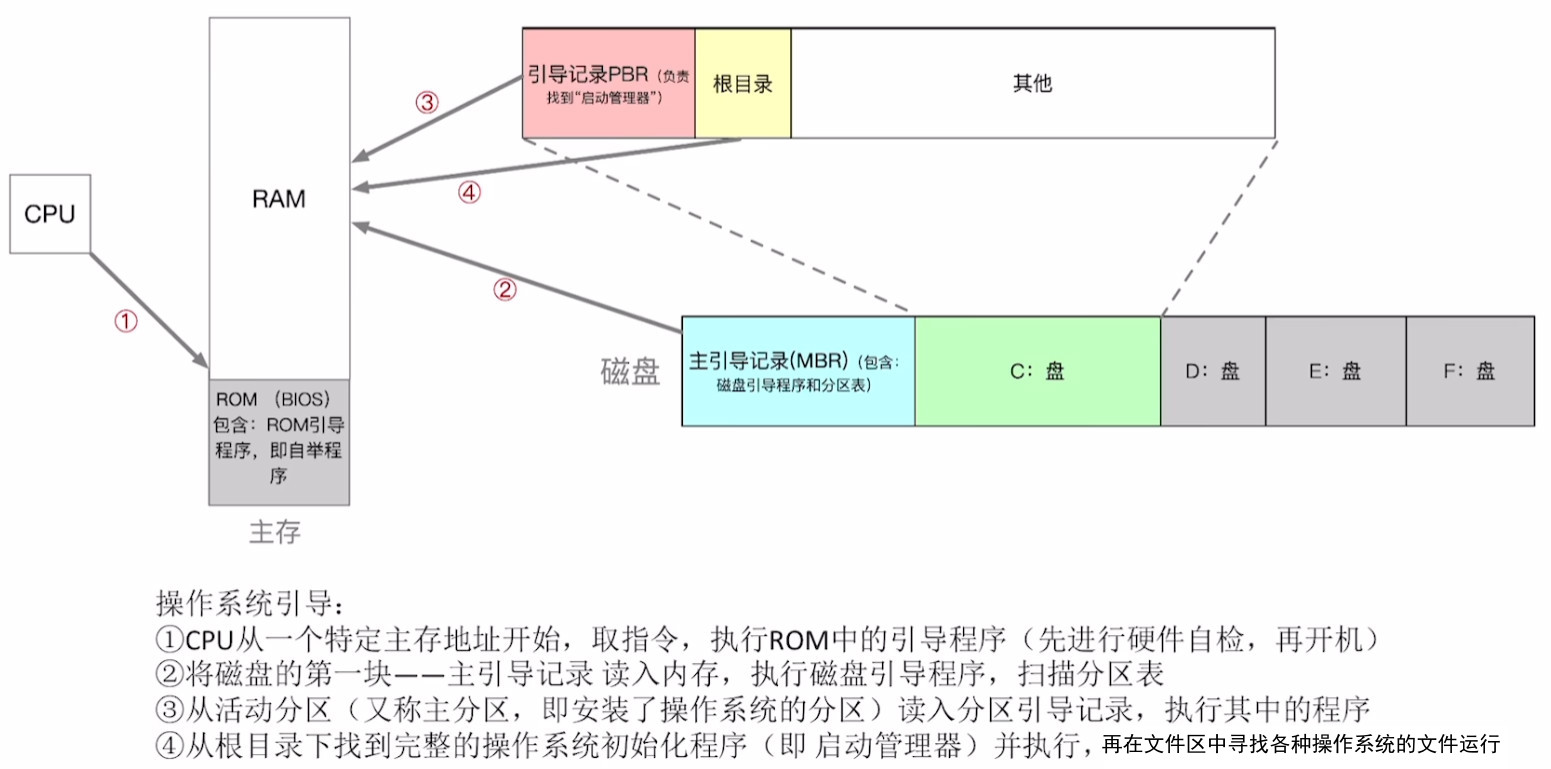 引导记录PBR（负责
找到“启动管理器”）
根目录
其他
③
④
RAM
CPU
②
①
磁盘
主引导记录(MBR)（包含：
磁盘引导程序和分区表）
C：盘
D：盘
E：盘
F：盘
ROM （BIOS）
包含：ROM引导
程序，即自举程
序
主存
操作系统引导：
①CPU从一个特定主存地址开始，取指令，执行ROM中的引导程序（先进行硬件自检，再开机）
②将磁盘的第一块——主引导记录 读入内存，执行磁盘引导程序，扫描分区表
③从活动分区（又称主分区，即安装了操作系统的分区）读入分区引导记录，执行其中的程序
④从根目录下找到完整的操作系统初始化程序（即 启动管理器）并执行，再在文件区中寻找各种操作系统的文件运行